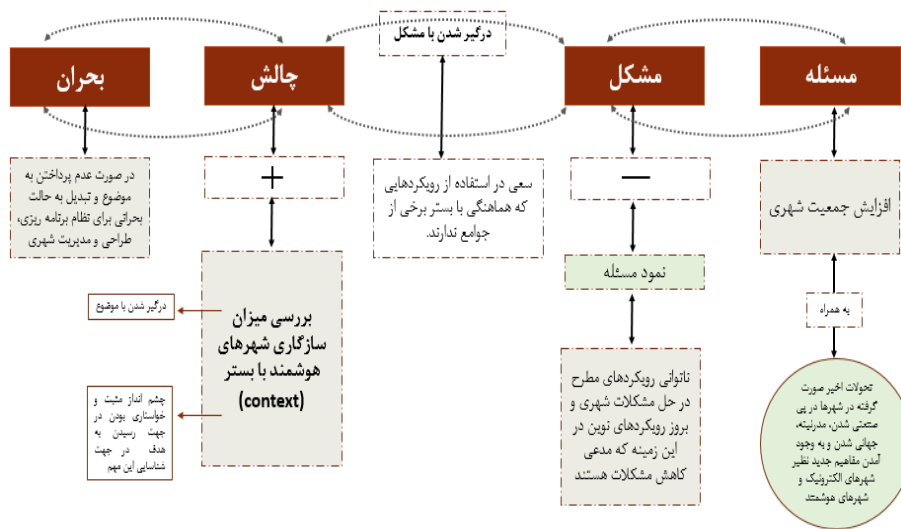 درگیر شدن با مشکل
مسئله
مشکل
چالش
بحران
افزایش جمعیت شهری
به همراه
تحولات اخیر صورت
گرفته در شهرها در پی
صنعتی شدن، مدرنیته،
جهانی شدن و به وجود
آمدن مفاهیم جدید نظیر
شهرهای الکترونیک و
شهرهای هوشمند
—
نمود مسئله
ناتوانی رویکردهای مطرح
در حل مشکلات شهری و
بروز رویکردهای نوین در
این زمینه که مدعی
کاهش مشکلات هستند
سعی در استفاده از رویکردهایی
که هماهنگی با بستر برخی از
جوامع ندارند.
+
بررسی میزان
سازگاری شهرهای
هوشمند با بستر
(context)
درگیر شدن با موضوع
چشم انداز مثبت و
خواستاری بودن در
جهت رسیدن به
هدف در جهت
شناسایی این مهم
در صورت عدم پرداختن به
موضوع و تبدیل به حالت
بحرانی برای نظام برنامه ریزی،
طراحی و مدیریت شهری